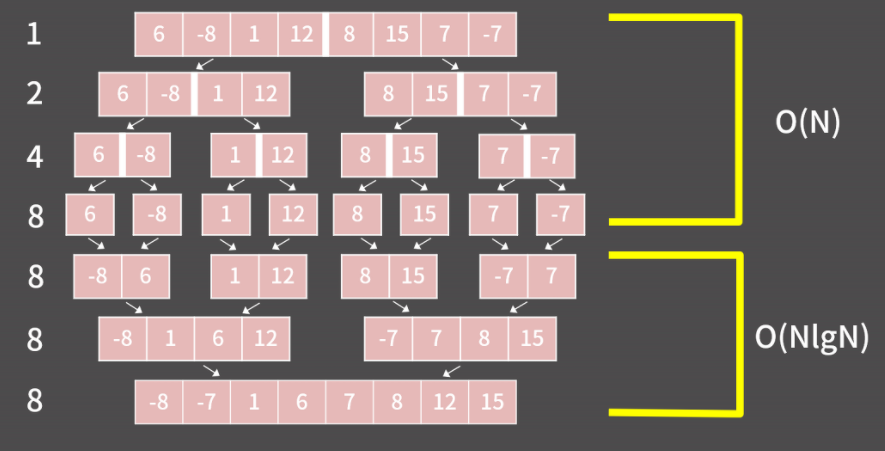 1 6 -8 1 12 8 15 7 -7
2 6 -8 1 12 8 15 7 -7
O(N)
4 6 -8 1 12 8 15 7 -7
8 6 -8 1 12 8 15 7 -7
8 -8 6 1 12 8 15 -7 7
8 -8 1 6 12 -7 7 8 15
O(NlgN)
8 -8 -7 1 6 7 8 12 15